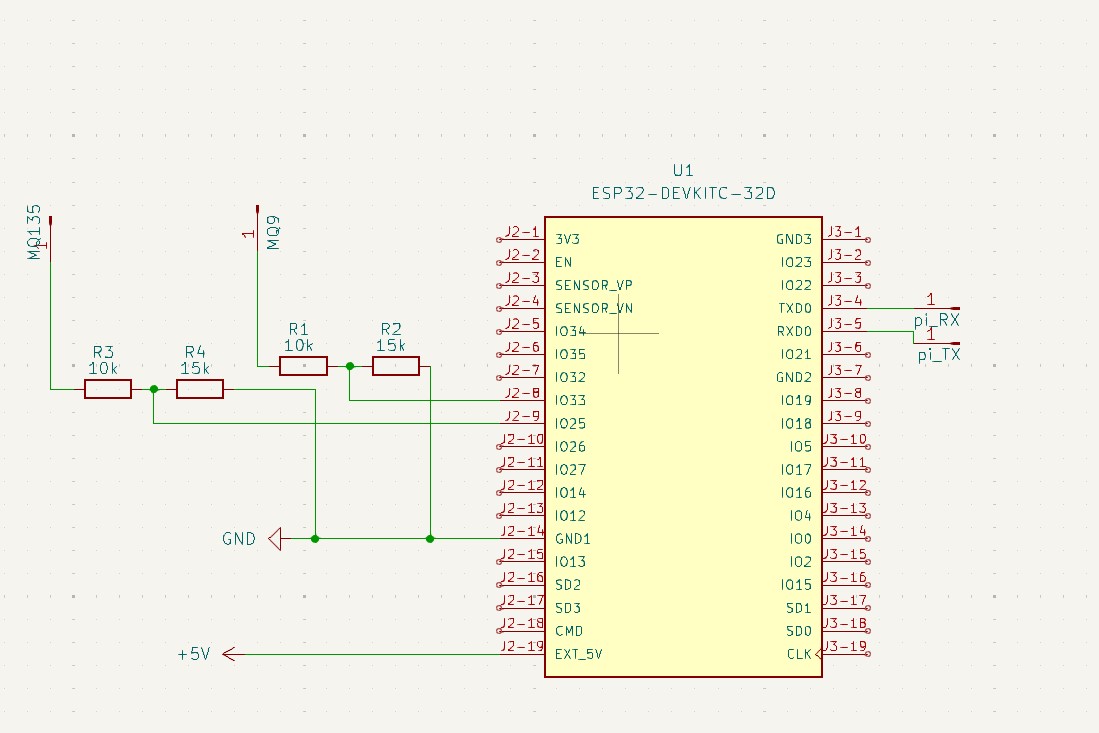 U1
ESP32-DEVKITC-32D
MQ135
1
1
MQ9
R3
10k
R4
15k
R1
10k
R2
15k
GND
+5V
J2-1 3V3
J2-2 EN
J2-3 SENSOR_VP
J2-4 SENSOR_VN
J2-5 IO34
J2-6 IO35
J2-7 IO32
J2-8 IO33
J2-9 IO25
J2-10 IO26
J2-11 IO27
J2-12 IO14
J2-13 IO12
J2-14 GND1
J2-15 IO13
J2-16 SD2
J2-17 SD3
J2-18 CMD
J2-19 EXT_5V
GND3 J3-1
IO23 J3-2
IO22 J3-3
TXD0 J3-4
RXD0 J3-5
IO21 J3-6
GND2 J3-7
IO19 J3-8
IO18 J3-9
IO5 J3-10
IO17 J3-11
IO16 J3-12
IO4 J3-13
IO0 J3-14
IO2 J3-15
IO15 J3-16
SD1 J3-17
SD0 J3-18
CLK J3-19
1
pi_RX
1
pi_TX